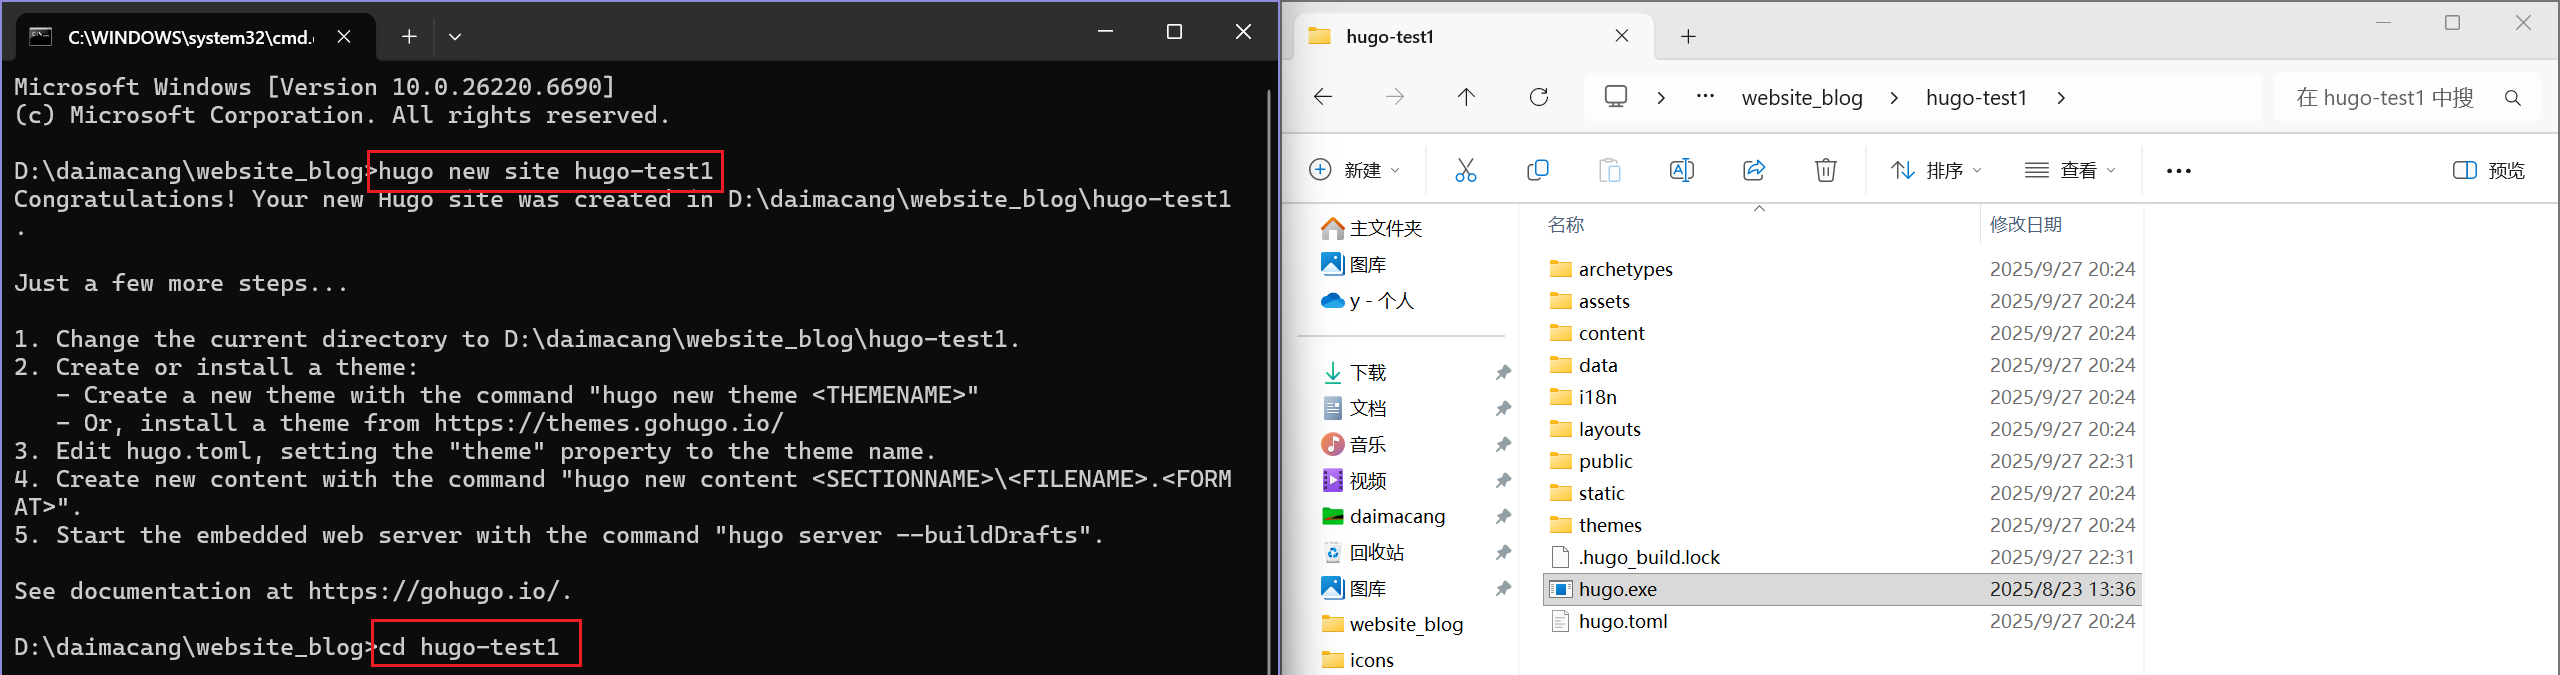 C:\WINDOWS\system32\cmd.
Microsoft Windows [Version 10.0.26220.6690]
(c) Microsoft Corporation. All rights reserved.
D:\daimacang\website_blog>hugo new site hugo-test1
Congratulations! Your new Hugo site was created in D:\daimacang\website_blog\hugo-test1
.
Just a few more steps...
1. Change the current directory to D:\daimacang\website_blog\hugo-test1.
2. Create or install a theme:
   - Create a new theme with the command "hugo new theme <THEMENAME>"
   - Or, install a theme from https://themes.gohugo.io/
3. Edit hugo.toml, setting the "theme" property to the theme name.
4. Create new content with the command "hugo new content <SECTIONNAME>\<FILENAME>.<FORM
AT>".
5. Start the embedded web server with the command "hugo server --buildDrafts".
See documentation at https://gohugo.io/.
D:\daimacang\website_blog>cd hugo-test1
hugo-test1
website_blog > hugo-test1 >
在 hugo-test1 中搜
新建 排序 查看 预览
主文件夹
图库
y - 个人
下载
文档
音乐
视频
daimacang
回收站
图库
website_blog
icons
名称 修改日期
archetypes 2025/9/27 20:24
assets 2025/9/27 20:24
content 2025/9/27 20:24
data 2025/9/27 20:24
i18n 2025/9/27 20:24
layouts 2025/9/27 20:24
public 2025/9/27 22:31
static 2025/9/27 20:24
themes 2025/9/27 20:24
.hugo_build.lock 2025/9/27 22:31
hugo.exe 2025/8/23 13:36
hugo.toml 2025/9/27 20:24